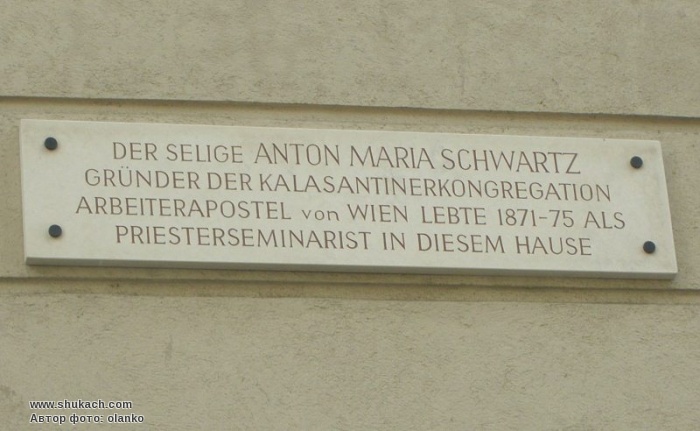 DER SELIGE ANTON MARIA SCHWARTZ
GRÜNDER DER KALASANTINERKONGREGATION
ARBEITERAPOSTEL von WIEN LEBTE 1871-75 ALS
PRIESTERSEMINARIST IN DIESEM HAUSE
www.shukach.com
Автор фото: olanko